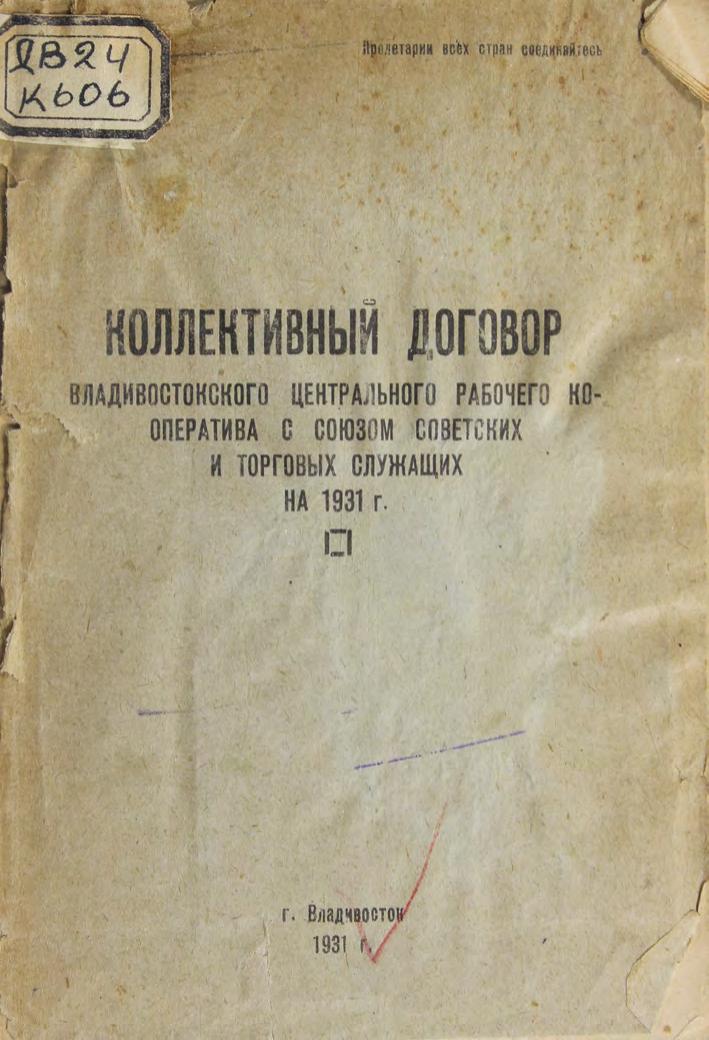 ДВ24
К606
Пролетарии всех стран соединяйтесь
КОЛЛЕКТИВНЫЙ ДОГОВОР
ВЛАДИВОСТОКСКОГО ЦЕНТРАЛЬНОГО РАБОЧЕГО КО-
ОПЕРАТИВА С СОЮЗОМ СОВЕТСКИХ
И ТОРГОВЫХ СЛУЖАЩИХ
НА 1931 г.
г. Владивосток
1931 г.